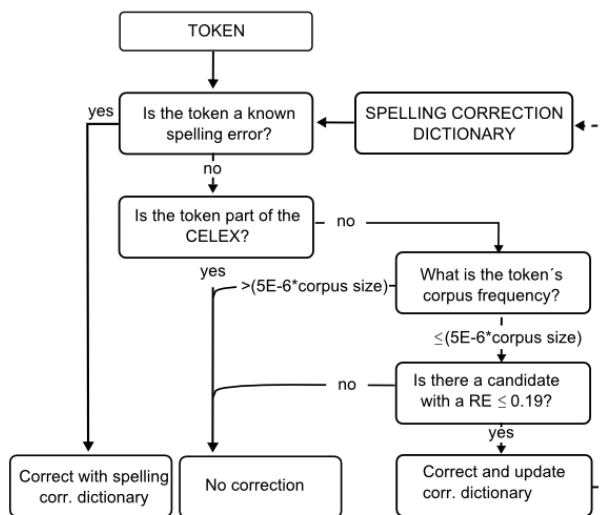 TOKEN
yes
Is the token a known
spelling error?
SPELLING CORRECTION
DICTIONARY
no
Is the token part of the
CELEX?
no
yes
>(5E-6*corpus size)
What is the token´s
corpus frequency?
≤(5E-6*corpus size)
Is there a candidate
with a RE ≤ 0.19?
no
yes
Correct with spelling
corr. dictionary
No correction
Correct and update
corr. dictionary